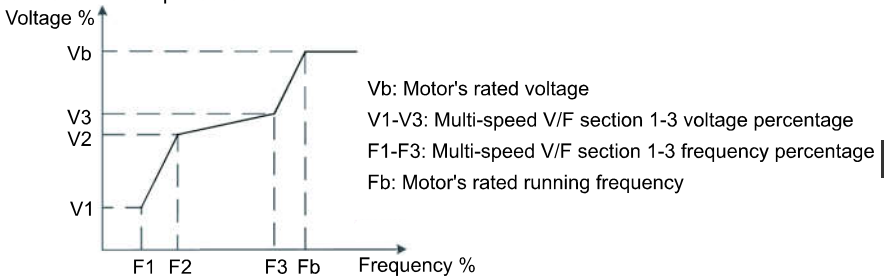 Voltage %
Vb
V3
V2
V1
F1 F2 F3 Fb Frequency %
Vb: Motor's rated voltage
V1-V3: Multi-speed V/F section 1-3 voltage percentage
F1-F3: Multi-speed V/F section 1-3 frequency percentage
Fb: Motor's rated running frequency